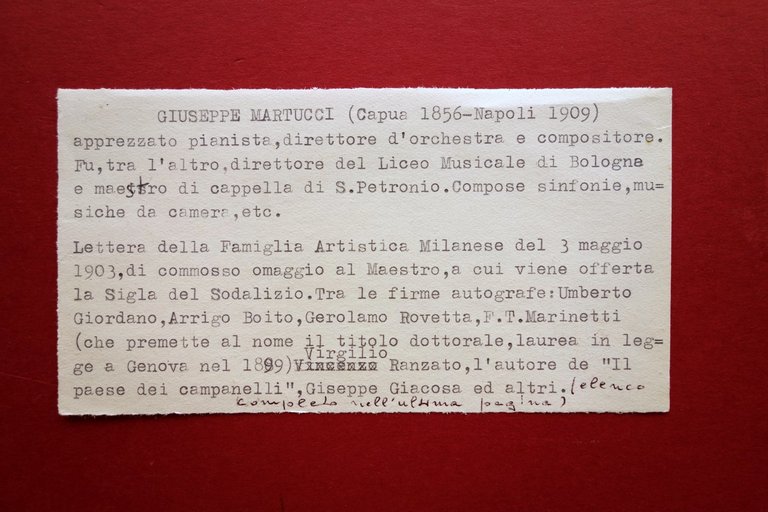 GIUSEPPE MARTUCCI (Capua 1856-Napoli 1909)
apprezzato pianista,direttore d'orchestra e compositore.
Fu,tra l'altro,direttore del Liceo Musicale di Bologna
e maestro di cappella di S.Petronio.Compose sinfonie,mu=
siche da camera,etc.
Lettera della Famiglia Artistica Milanese del 3 maggio
1903,di commosso omaggio al Maestro,a cui viene offerta
la Sigla del Sodalizio.Tra le firme autografe:Umberto
Giordano,Arrigo Boito,Gerolamo Rovetta,F.T.Marinetti
(che premette al nome il titolo dottorale,laurea in leg=
Virgilio
ge a Genova nel 1899)Vincenzo Ranzato,l'autore de "Il
paese dei campanelli",Giseppe Giacosa ed altri.(elenco
completo nell'ultima pagina)